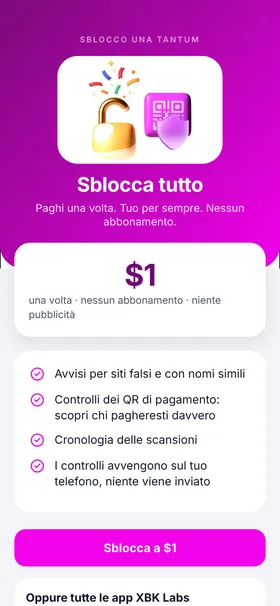 SBLOCCO UNA TANTUM
Sblocca tutto
Paghi una volta. Tuo per sempre. Nessun
abbonamento.
$1
una volta · nessun abbonamento · niente
pubblicità
Avvisi per siti falsi e con nomi simili
Controlli dei QR di pagamento:
scopri chi pagheresti davvero
Cronologia delle scansioni
I controlli avvengono sul tuo
telefono, niente viene inviato
Sblocca a $1
Oppure tutte le app XBK Labs